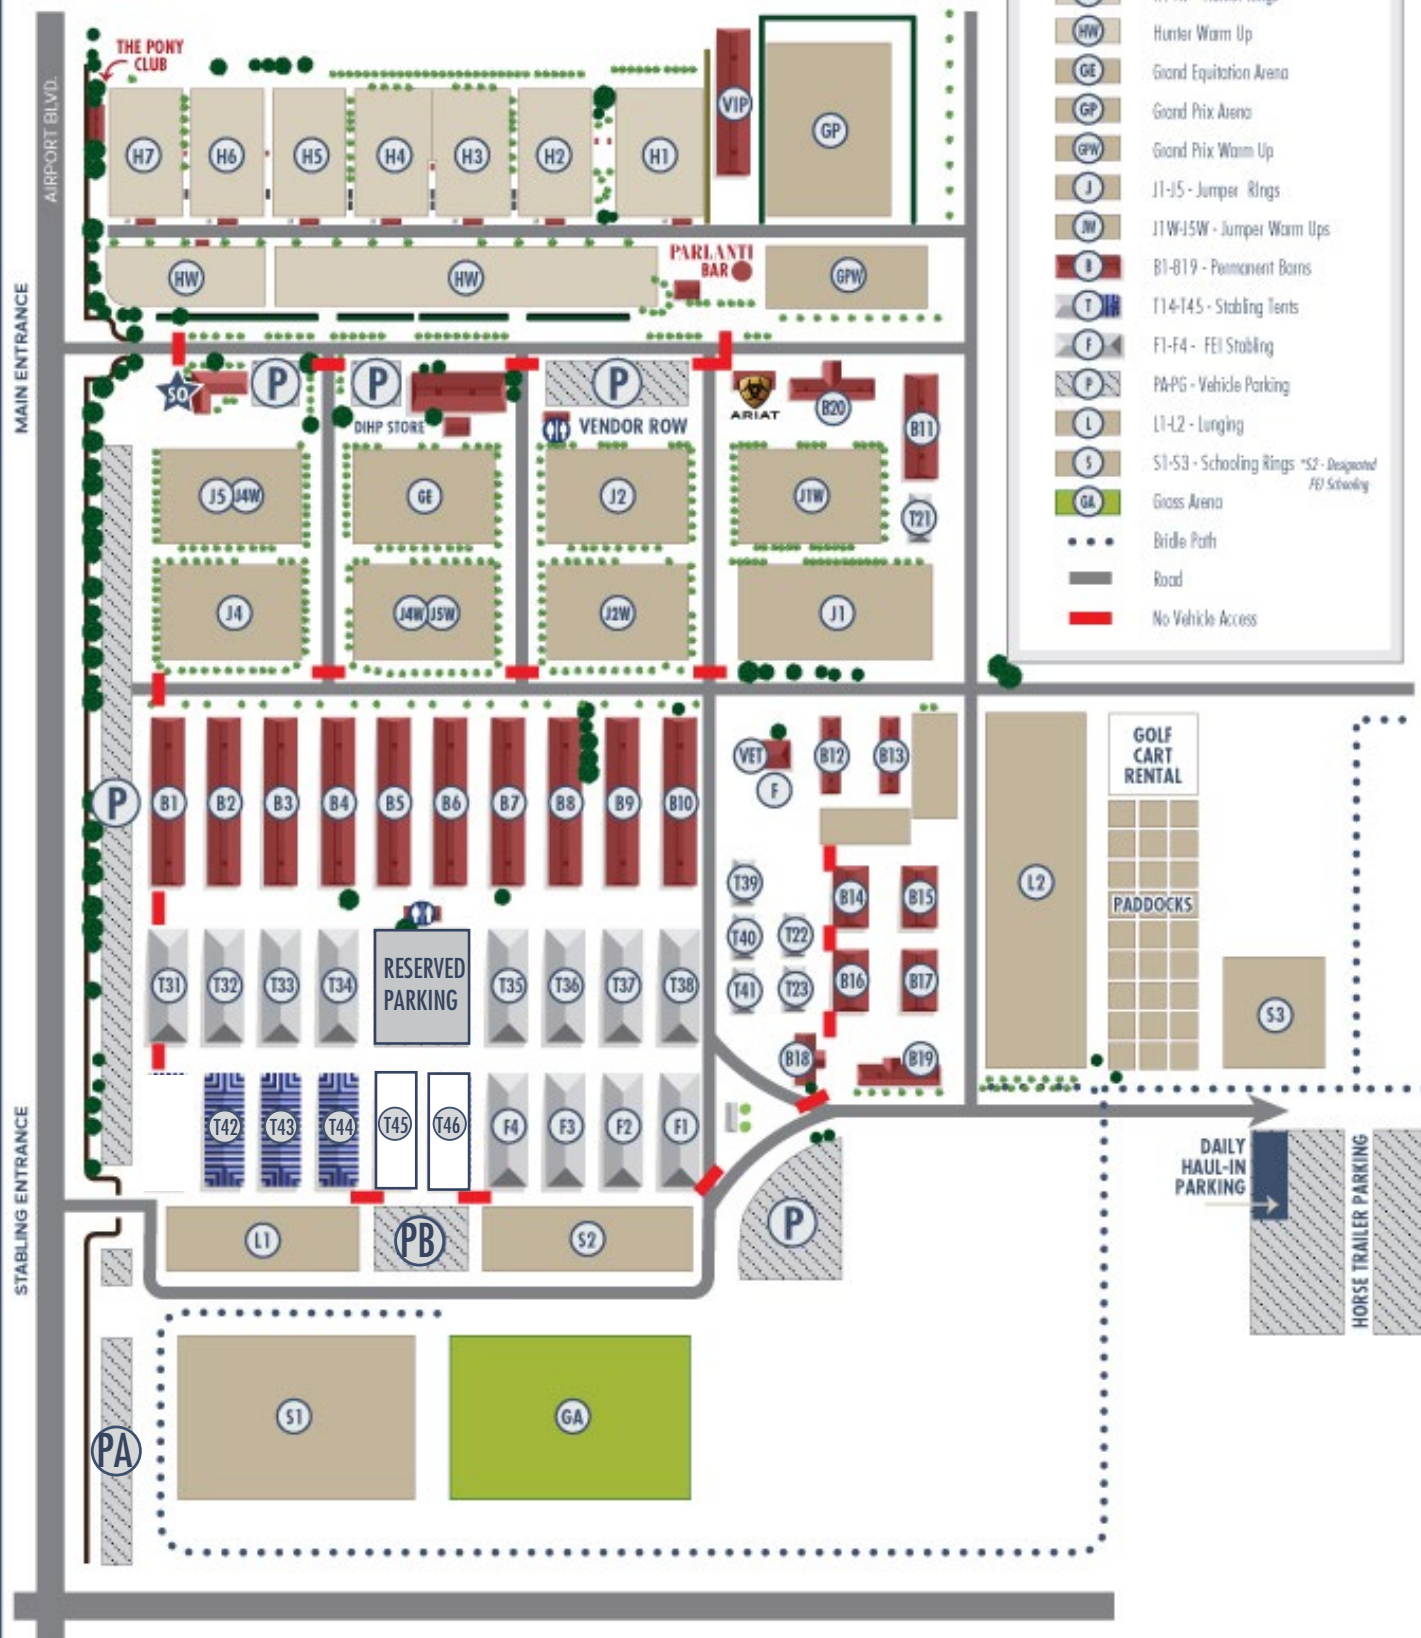 AIRPORT BLVD.
MAIN ENTRANCE
STABLING ENTRANCE
THE PONY
CLUB
H7
H6
H5
H4
H3
H2
H1
VIP
GP
HW
HW
PARLANTI
BAR
GPW
SO
P
P
P
DIHP STORE
VENDOR ROW
ARIAT
B20
B11
J5
J4W
GE
J2
J1W
T21
J4
J4W
J5W
J2W
J1
P
B1
B2
B3
B4
B5
B6
B7
B8
B9
B10
VET
F
B12
B13
T39
T40
T22
T41
T23
B14
B15
B16
B17
B18
B19
L2
GOLF
CART
RENTAL
PADDOCKS
S3
T31
T32
T33
T34
RESERVED
PARKING
T35
T36
T37
T38
T42
T43
T44
T45
T46
F4
F3
F2
F1
L1
PB
S2
P
DAILY
HAUL-IN
PARKING
HORSE TRAILER PARKING
S1
GA
PA
HW
Hunter Warm Up
GE
Grand Equitation Arena
GP
Grand Prix Arena
GPW
Grand Prix Warm Up
J
J1-J5 - Jumper Rings
JW
J1W-J5W - Jumper Warm Ups
B
B1-B19 - Permanent Barns
T
T14-T45 - Stabling Tents
F
F1-F4 - FEI Stabling
P
PA-PG - Vehicle Parking
L
L1-L2 - Lunging
S
S1-S3 - Schooling Rings *S2 - Designated
FEI Schooling
GA
Grass Arena
Bridle Path
Road
No Vehicle Access